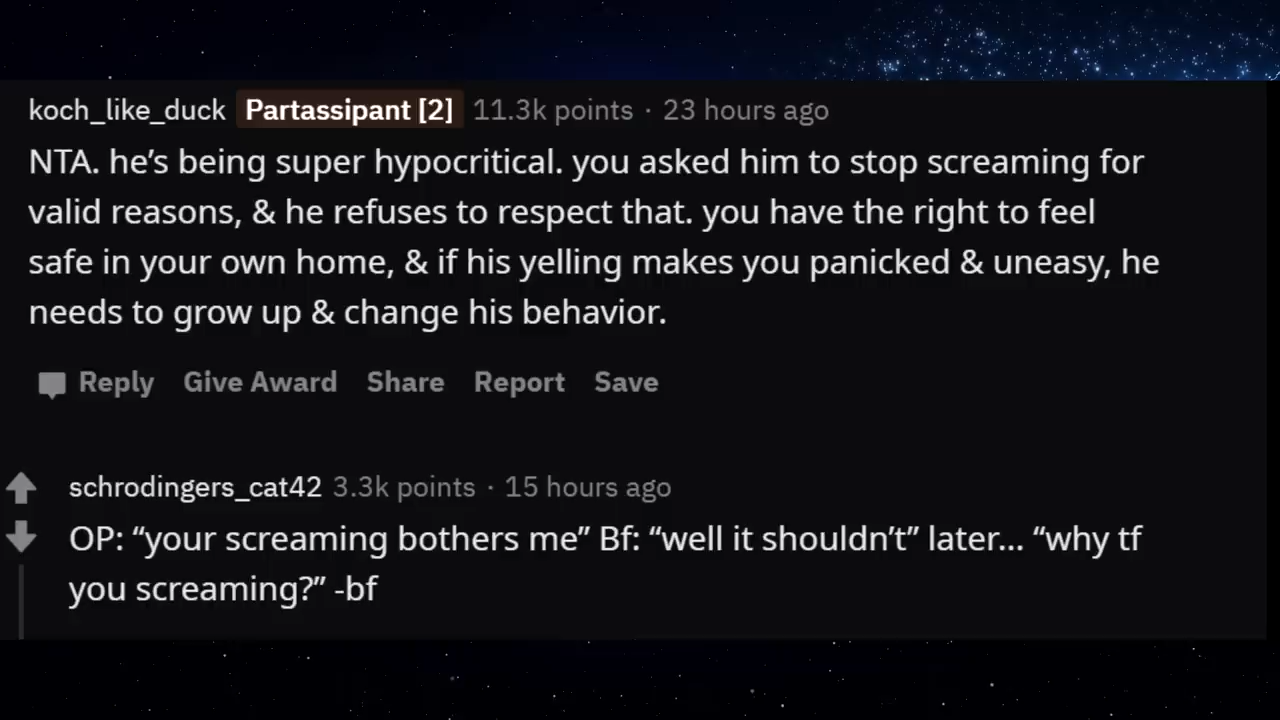 koch_like_duck Partassipant [2] 11.3k points · 23 hours ago
NTA. he’s being super hypocritical. you asked him to stop screaming for
valid reasons, & he refuses to respect that. you have the right to feel
safe in your own home, & if his yelling makes you panicked & uneasy, he
needs to grow up & change his behavior.
Reply Give Award Share Report Save
schrodingers_cat42 3.3k points · 15 hours ago
OP: “your screaming bothers me” Bf: “well it shouldn’t” later... “why tf
you screaming?” -bf